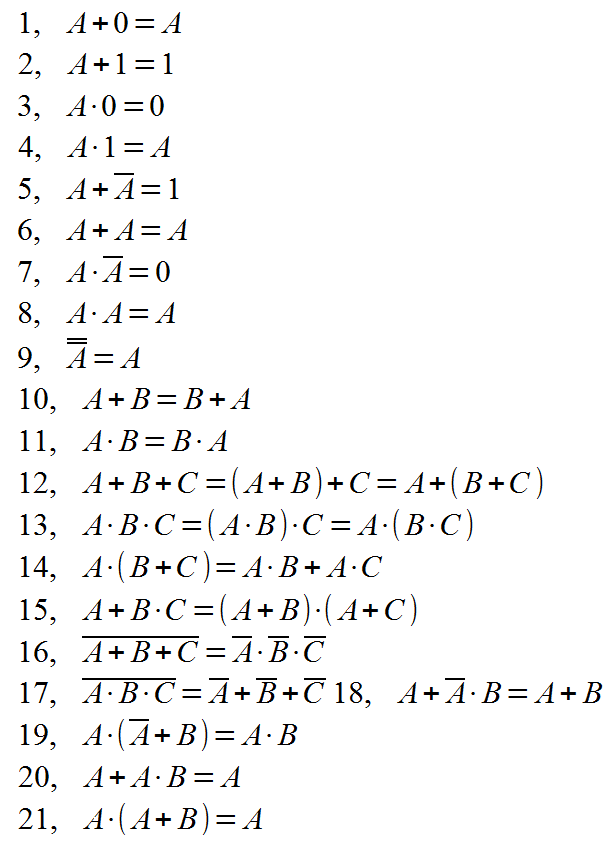 1, A+0=A
2, A+1=1
3, A·0=0
4, A·1=A
5, A+A̅=1
6, A+A=A
7, A·A̅=0
8, A·A=A
9, A̿=A
10, A+B=B+A
11, A·B=B·A
12, A+B+C=(A+B)+C=A+(B+C)
13, A·B·C=(A·B)·C=A·(B·C)
14, A·(B+C)=A·B+A·C
15, A+B·C=(A+B)·(A+C)
16, A̅+̅B̅+̅C̅=A̅·B̅·C̅
17, A̅·̅B̅·̅C̅=A̅+B̅+C̅ 18, A+A̅·B=A+B
19, A·(A̅+B)=A·B
20, A+A·B=A
21, A·(A+B)=A